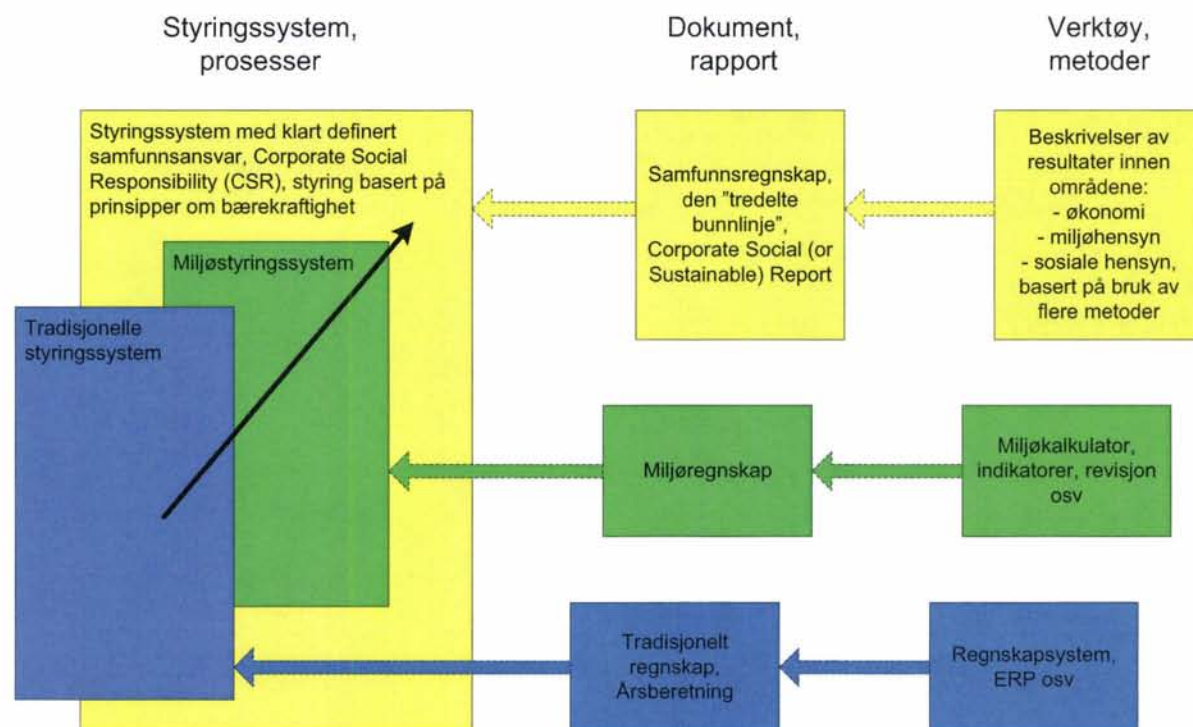 Styringssystem,
prosesser
Dokument,
rapport
Verktøy,
metoder
Styringssystem med klart definert
samfunnsansvar, Corporate Social
Responsibility (CSR), styring basert på
prinsipper om bærekraftighet
Samfunnsregnskap,
den "tredelte
bunnlinje",
Corporate Social (or
Sustainable) Report
Beskrivelser av
resultater innen
områdene:
- økonomi
- miljøhensyn
- sosiale hensyn,
basert på bruk av
flere metoder
Miljøstyringssystem
Tradisjonelle
styringssystem
Miljøregnskap
Miljøkalkulator,
indikatorer, revisjon
osv
Tradisjonelt
regnskap,
Årsberetning
Regnskapsystem,
ERP osv